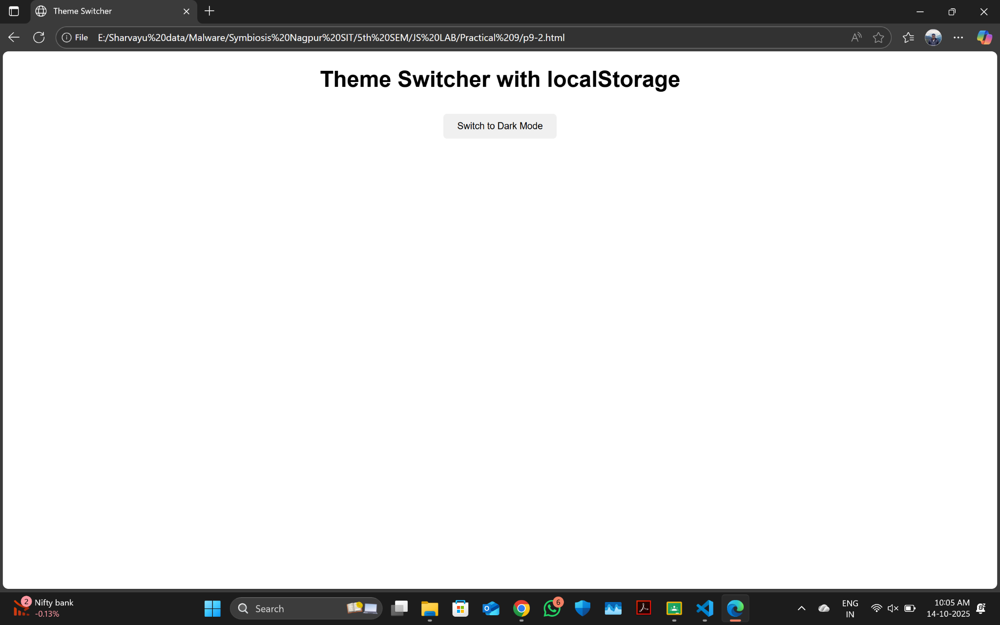 Theme Switcher
File
E:/Sharvayu%20data/Malware/Symbiosis%20Nagpur%20SIT/5th%20SEM/JS%20LAB/Practical%209/p9-2.html
Theme Switcher with localStorage
Switch to Dark Mode
2
Nifty bank
-0.13%
Search
6
ENG
IN
10:05 AM
14-10-2025